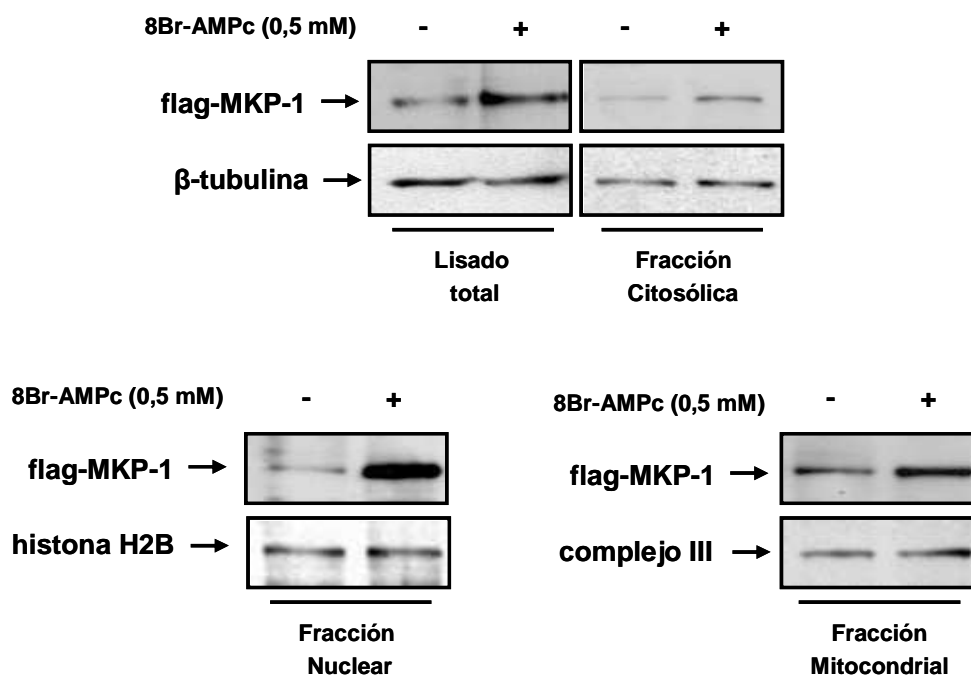 8Br-AMPc (0,5 mM) - + - +
flag-MKP-1
β-tubulina
Lisado total
Fracción Citosólica
8Br-AMPc (0,5 mM) - +
flag-MKP-1
histona H2B
Fracción Nuclear
8Br-AMPc (0,5 mM) - +
flag-MKP-1
complejo III
Fracción Mitocondrial